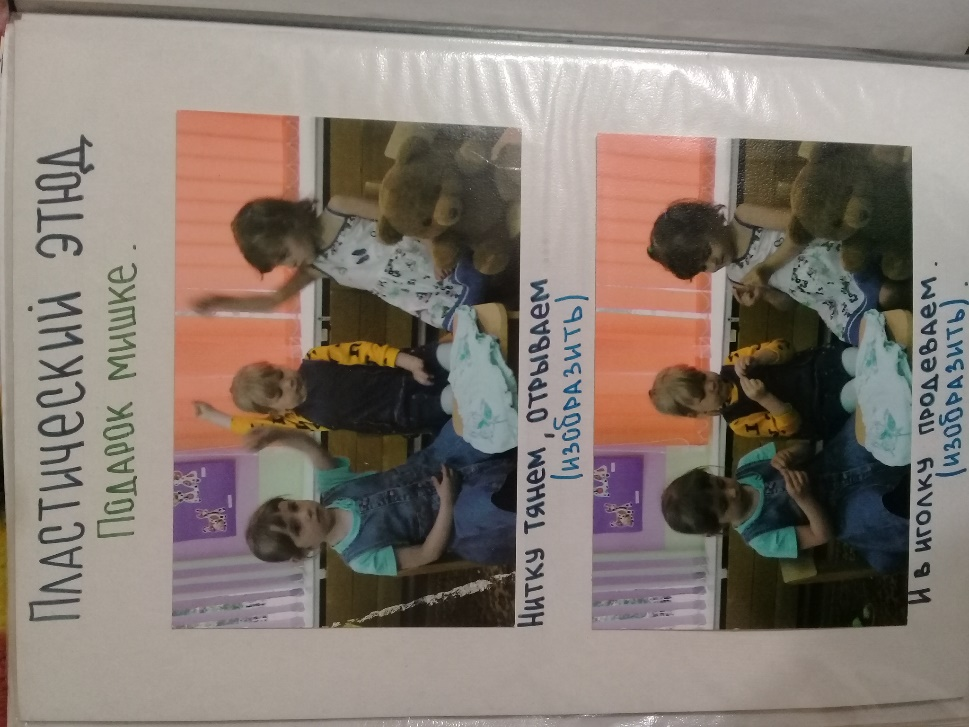 Пластический этюд
Подарок мишке.
Нитку тянем, отрываем
(изобразить)
И в иголку продеваем.
(изобразить).